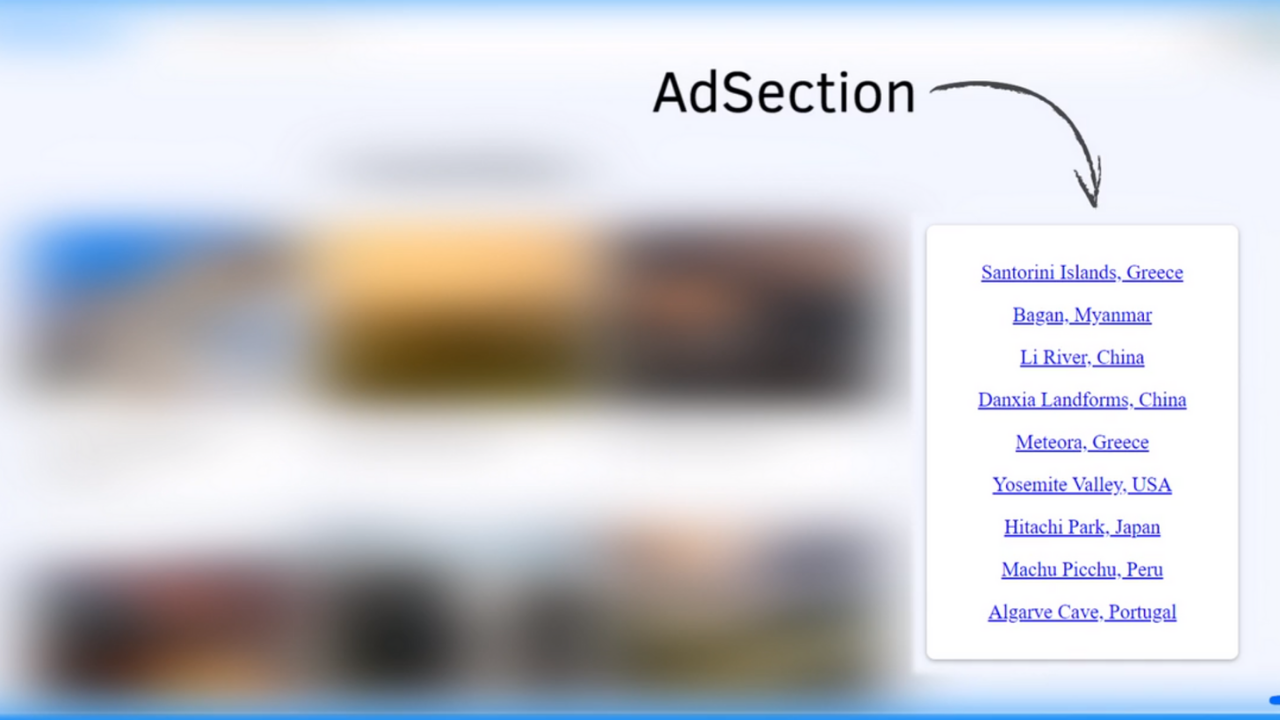 AdSection
Santorini Islands, Greece
Bagan, Myanmar
Li River, China
Danxia Landforms, China
Meteora, Greece
Yosemite Valley, USA
Hitachi Park, Japan
Machu Picchu, Peru
Algarve Cave, Portugal